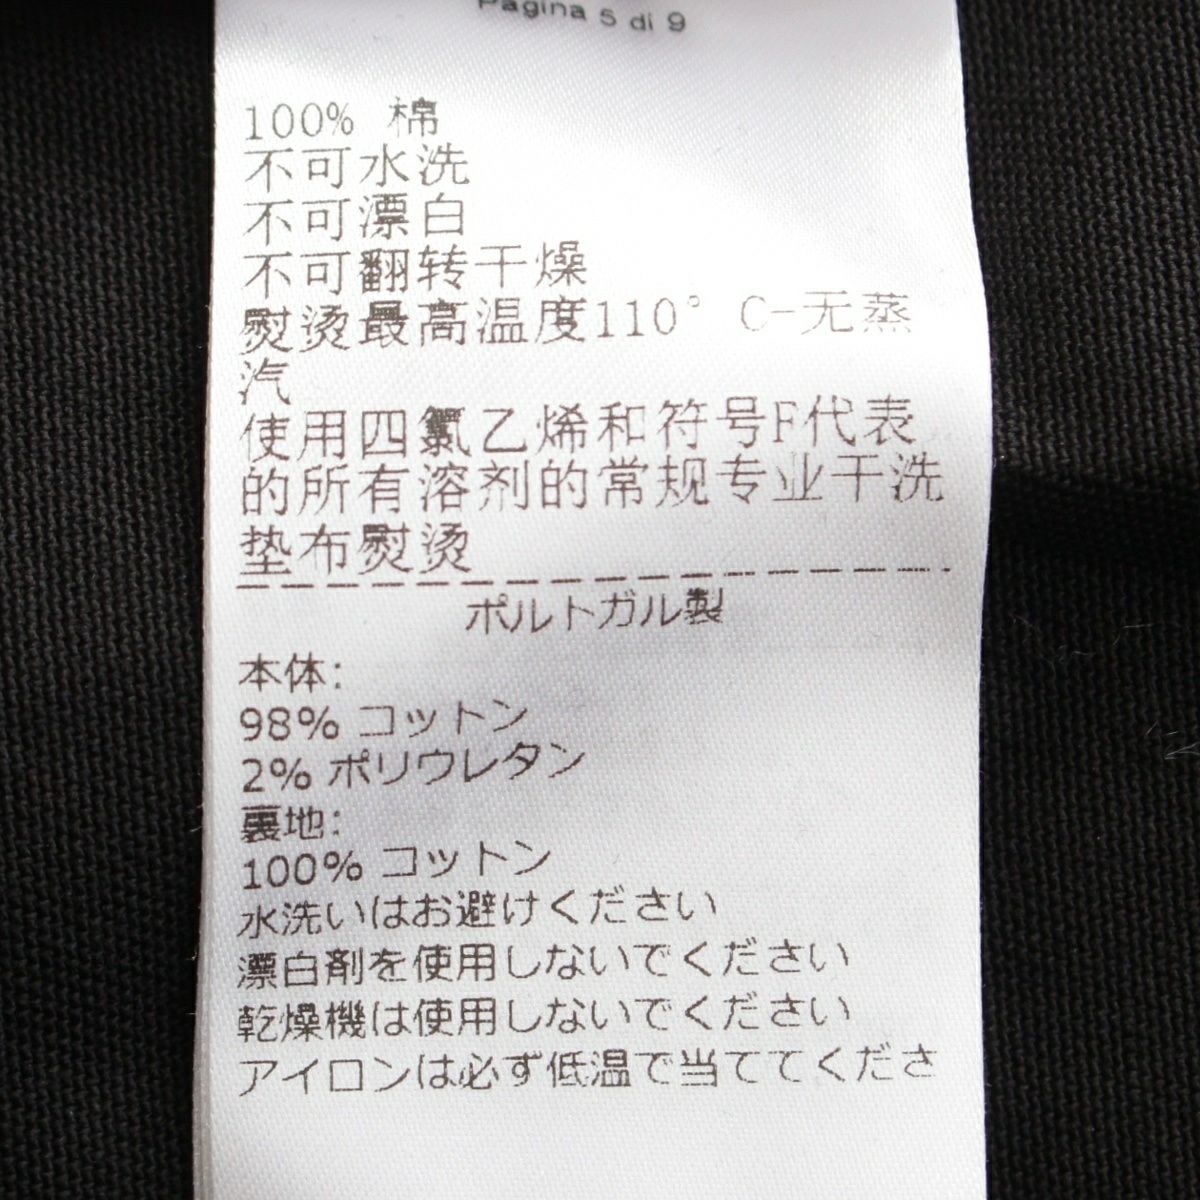 Pagina 5 di 9
100% 棉
不可水洗
不可漂白
不可翻转干燥
熨烫最高温度110° C-无蒸
汽
使用四氯乙烯和符号F代表
的所有溶剂的常规专业干洗
垫布熨烫
ポルトガル製
本体:
98% コットン
2% ポリウレタン
裏地:
100% コットン
水洗いはお避けください
漂白剤を使用しないでください
乾燥機は使用しないでください
アイロンは必ず低温で当ててくださ